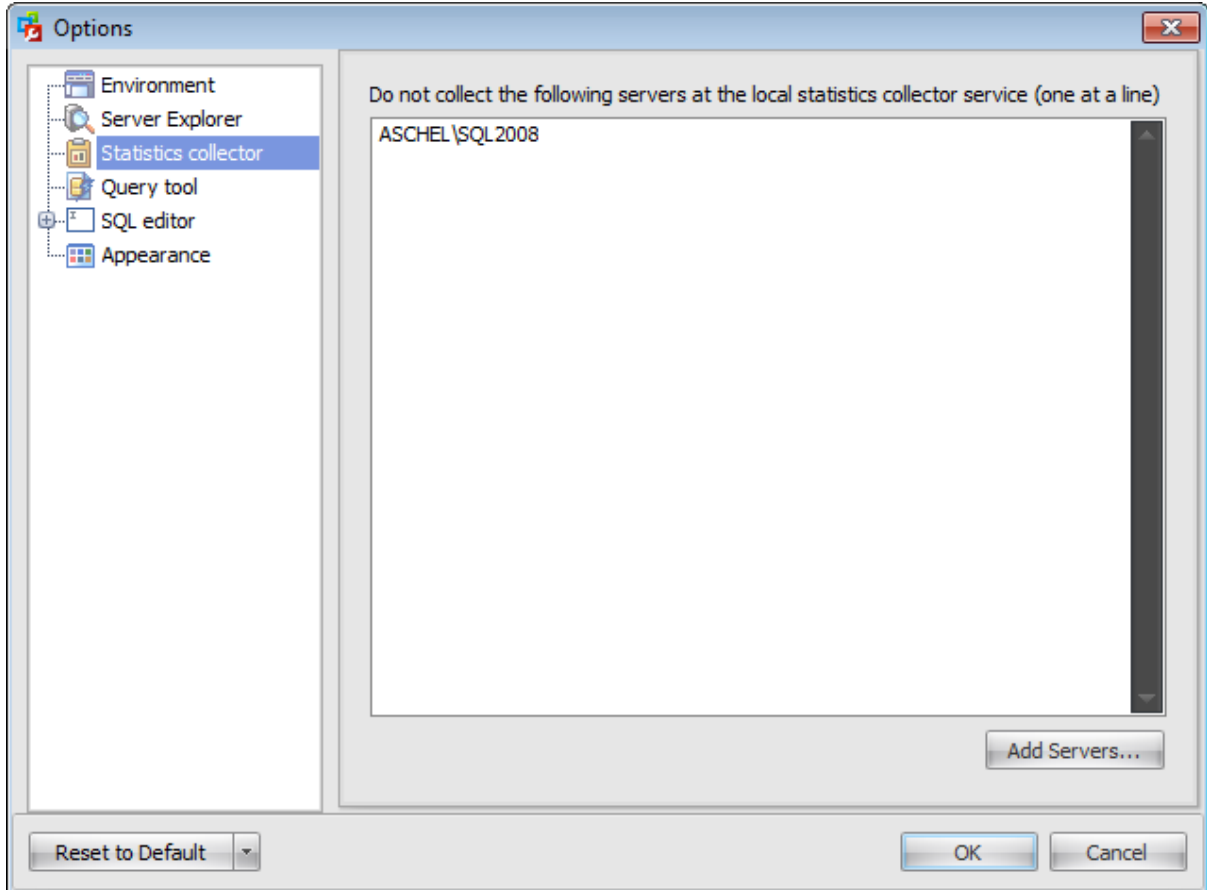 Options
Environment
Server Explorer
Statistics collector
Query tool
SQL editor
Appearance
Do not collect the following servers at the local statistics collector service (one at a line)
ASCHEL\SQL2008
Add Servers...
Reset to Default
OK
Cancel